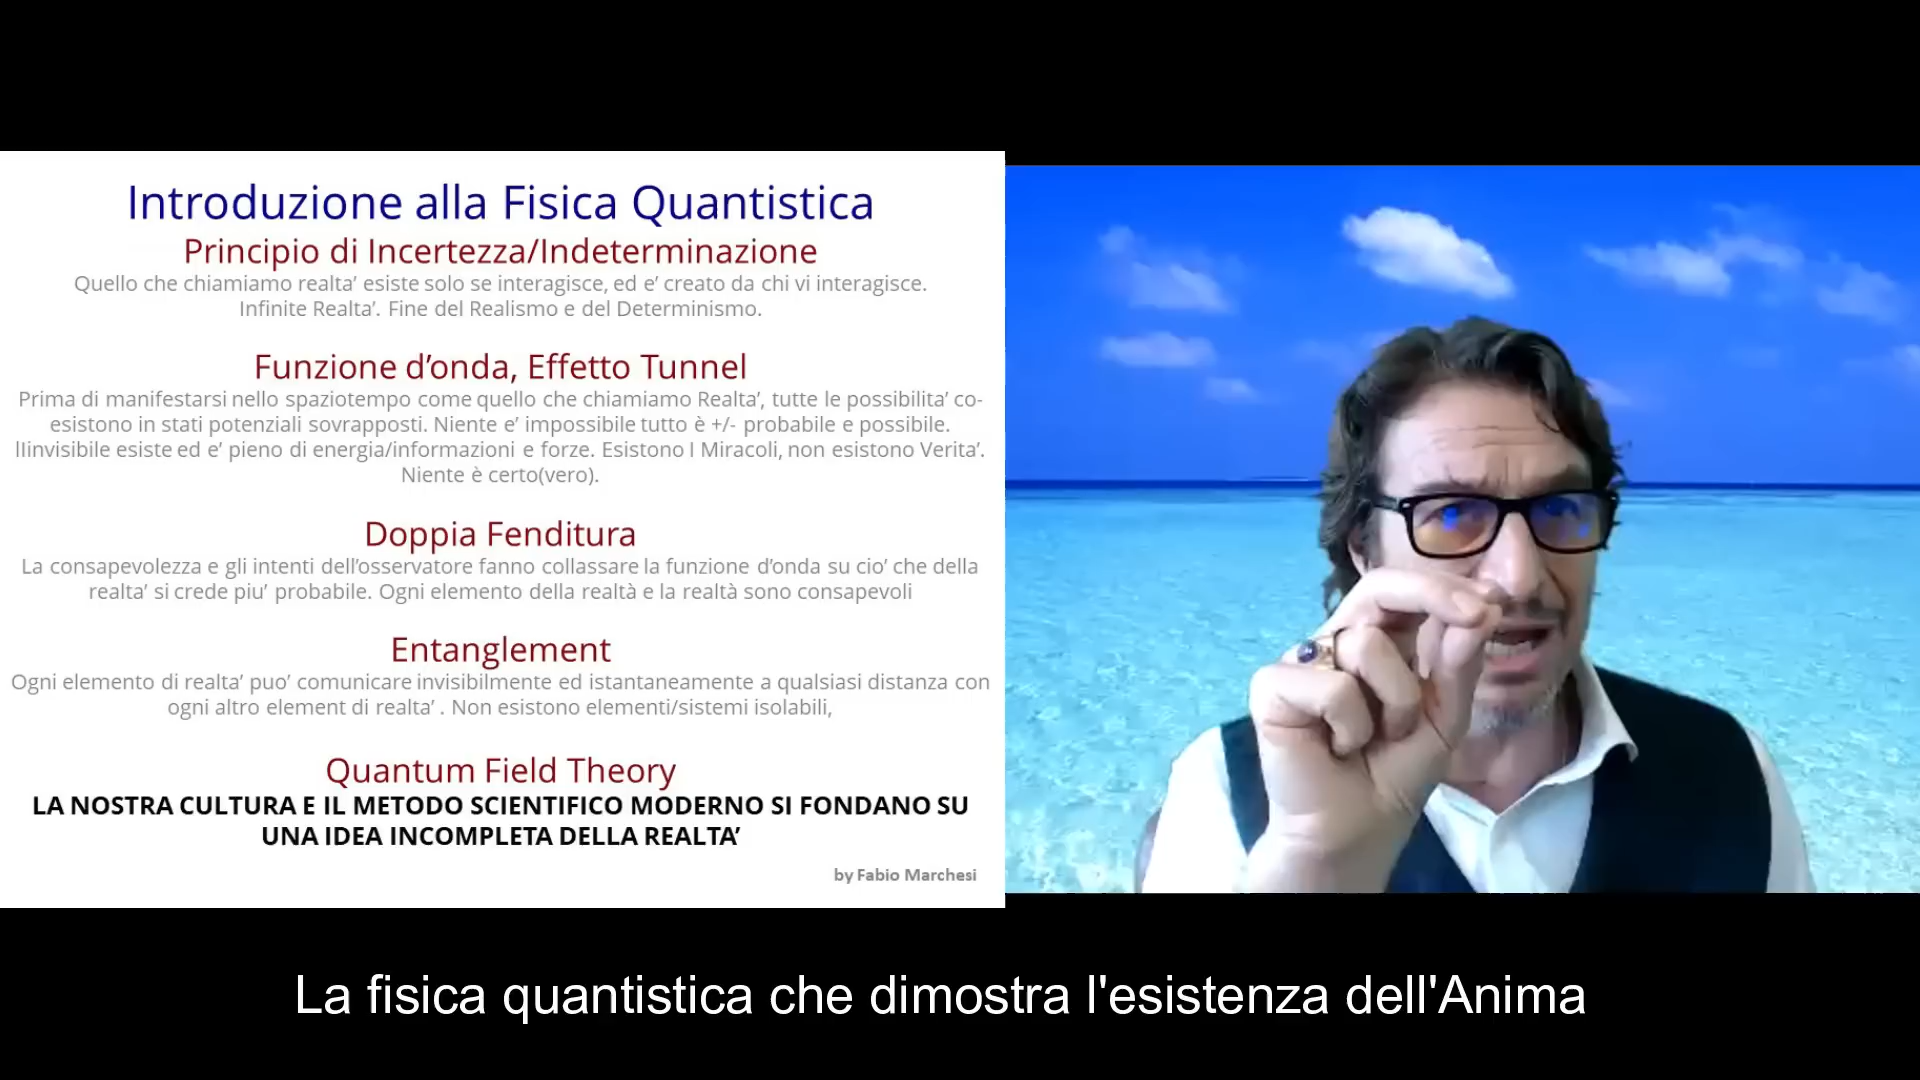 Introduzione alla Fisica Quantistica
Principio di Incertezza/Indeterminazione
Quello che chiamiamo realta’ esiste solo se interagisce, ed e’ creato da chi vi interagisce.
Infinite Realta’. Fine del Realismo e del Determinismo.
Funzione d’onda, Effetto Tunnel
Prima di manifestarsi nello spaziotempo come quello che chiamiamo Realta’, tutte le possibilita’ co-
esistono in stati potenziali sovrapposti. Niente e’ impossibile tutto è +/- probabile e possibile.
lIinvisibile esiste ed e’ pieno di energia/informazioni e forze. Esistono I Miracoli, non esistono Verita’.
Niente è certo(vero).
Doppia Fenditura
La consapevolezza e gli intenti dell’osservatore fanno collassare la funzione d’onda su cio’ che della
realta’ si crede piu’ probabile. Ogni elemento della realtà e la realtà sono consapevoli
Entanglement
Ogni elemento di realta’ puo’ comunicare invisibilmente ed istantaneamente a qualsiasi distanza con
ogni altro element di realta’ . Non esistono elementi/sistemi isolabili,
Quantum Field Theory
LA NOSTRA CULTURA E IL METODO SCIENTIFICO MODERNO SI FONDANO SU
UNA IDEA INCOMPLETA DELLA REALTA’
by Fabio Marchesi
La fisica quantistica che dimostra l'esistenza dell'Anima